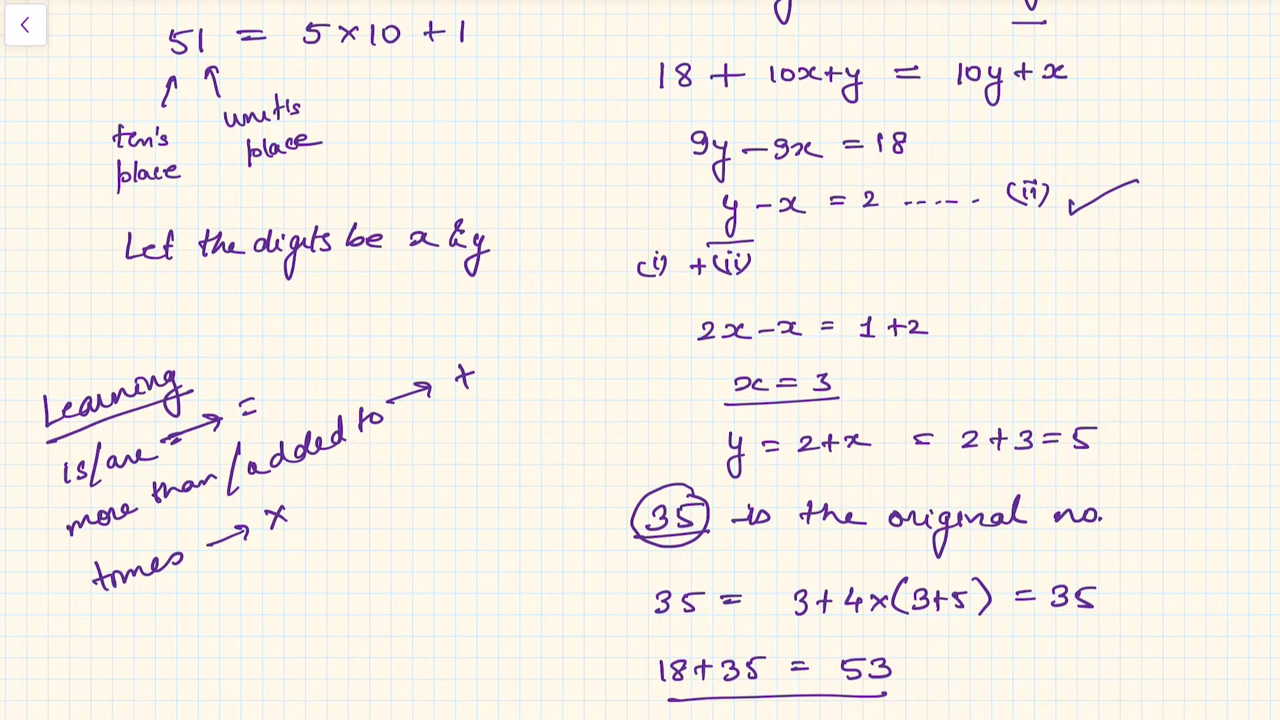 51 = 5×10 + 1
ten's place
unit's place
Let the digits be x & y
Learning
is/are → =
more than/added to → +
times → ×
18 + 10x+y = 10y + x
9y − 9x = 18
y − x = 2 ...... (ii)
(i) + (ii)
2x − x = 1 + 2
x = 3
y = 2+x = 2+3 = 5
35 is the original no.
35 = 3+4×(3+5) = 35
18+35 = 53